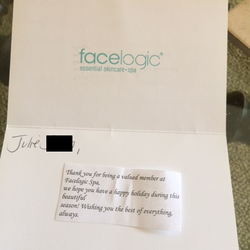 facelogic
essential skincare+spa
Julie
Thank you for being a valued member at
Facelogic Spa,
we hope you have a happy holiday during this
beautiful
season! Wishing you the best of everything,
always.